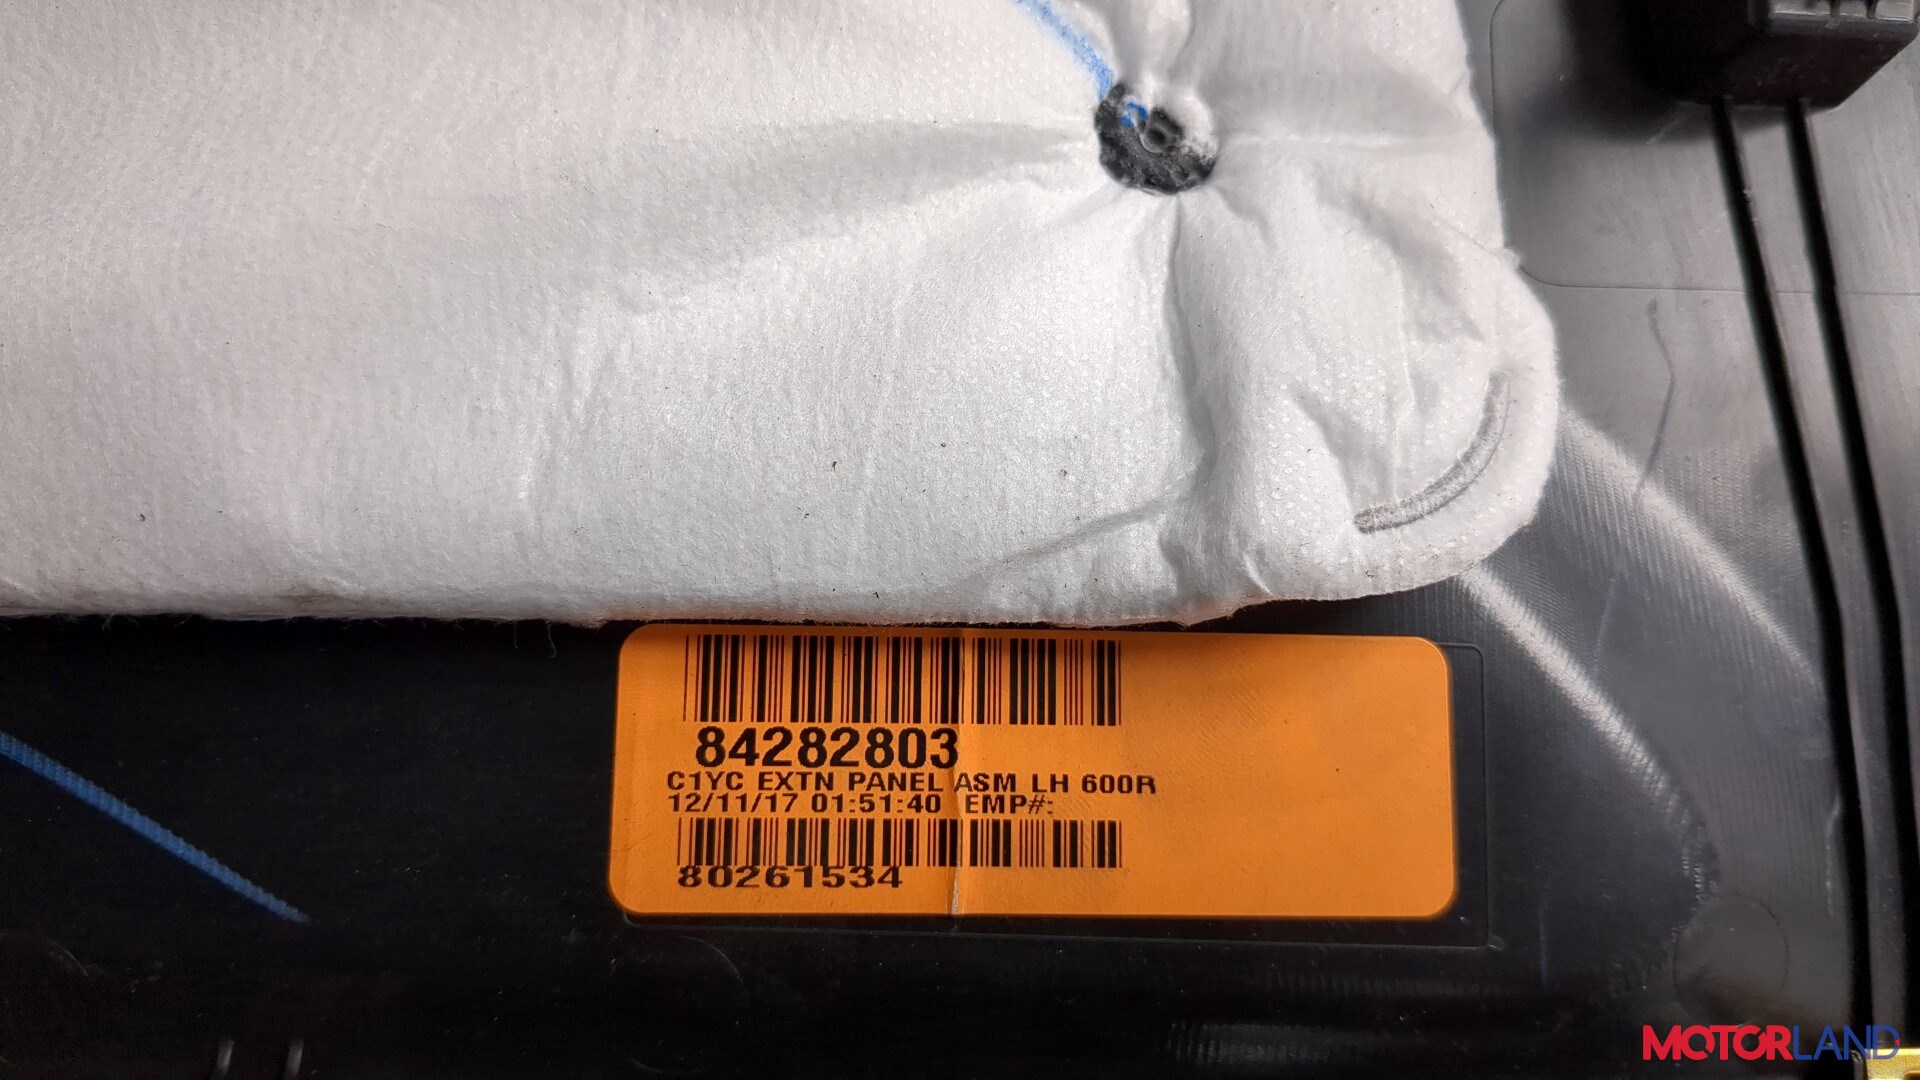 84282803
C1YC EXTN PANEL ASM LH 600R
12/11/17 01:51:40 EMP#:
80261534
MOTORLAND